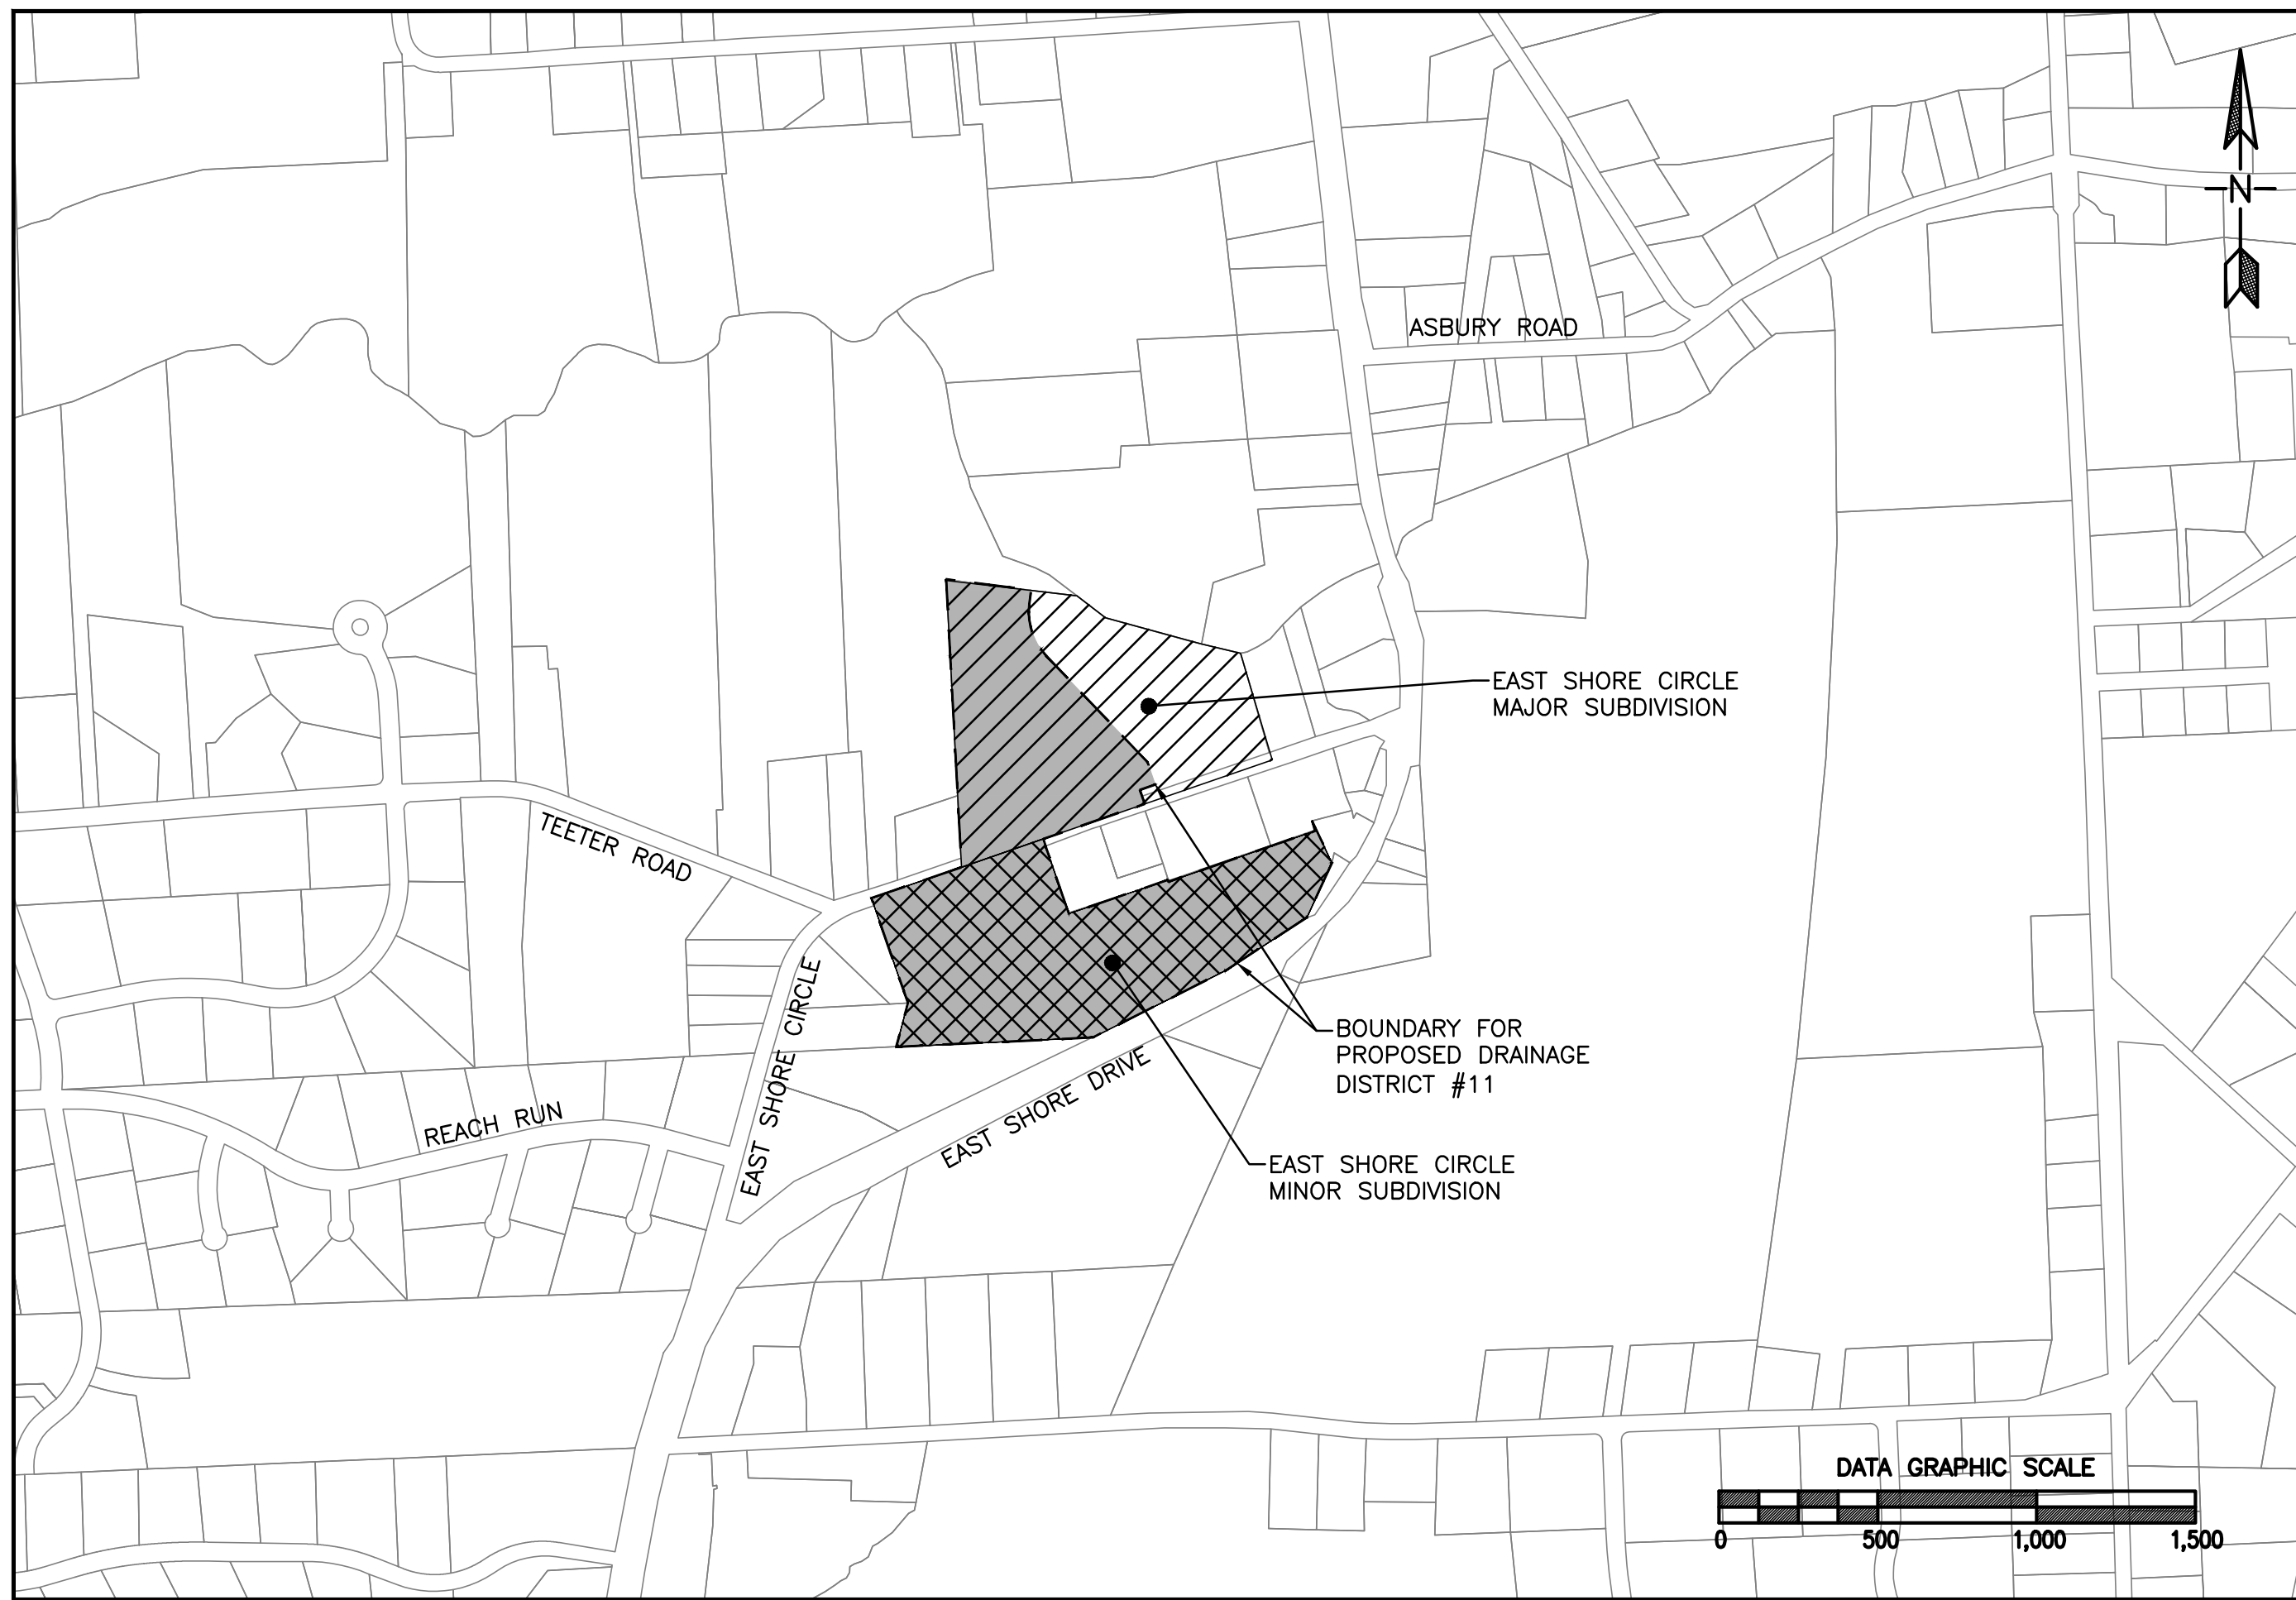 N
ASBURY ROAD
EAST SHORE CIRCLE
MAJOR SUBDIVISION
TEETER ROAD
EAST SHORE CIRCLE
BOUNDARY FOR
PROPOSED DRAINAGE
DISTRICT #11
EAST SHORE DRIVE
REACH RUN
EAST SHORE CIRCLE
MINOR SUBDIVISION
DATA GRAPHIC SCALE
0 500 1,000 1,500